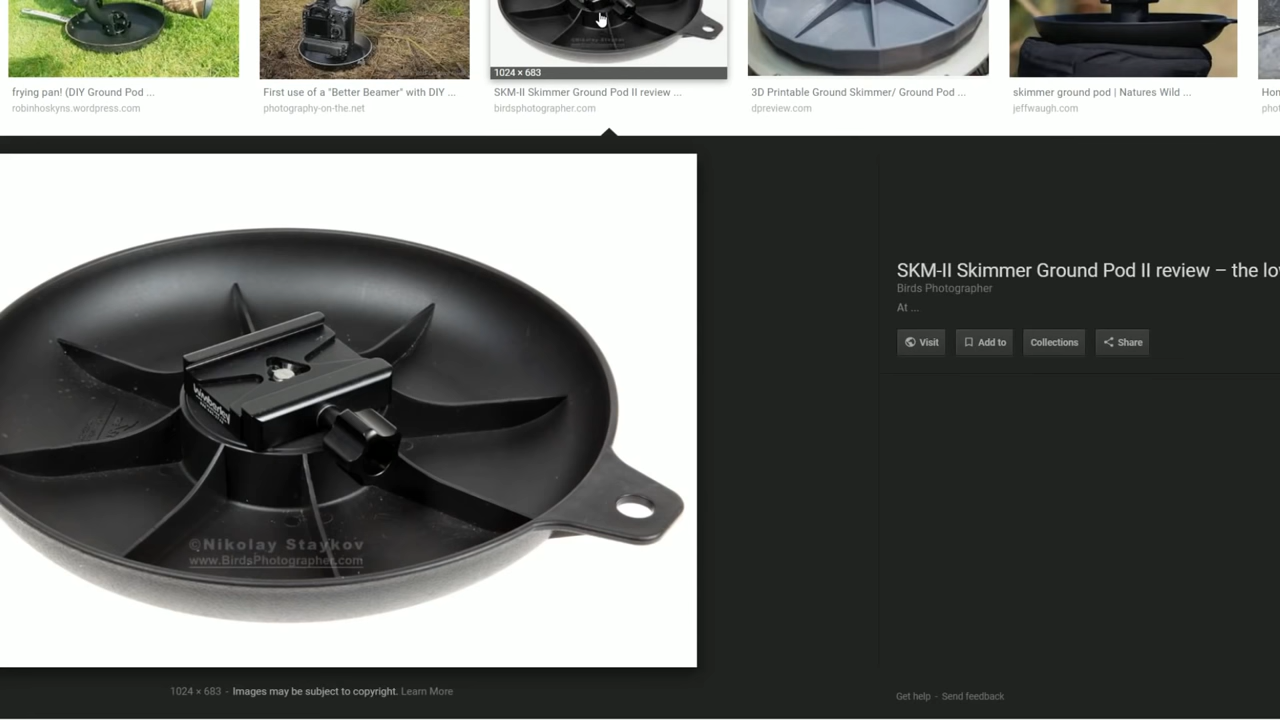 1024 × 683
frying pan! (DIY Ground Pod ...
robinhoskyns.wordpress.com
First use of a "Better Beamer" with DIY ...
photography-on-the.net
SKM-II Skimmer Ground Pod II review ...
birdsphotographer.com
3D Printable Ground Skimmer/ Ground Pod ...
dpreview.com
skimmer ground pod | Natures Wild ...
jeffwaugh.com
Hon
phot
SKM-II Skimmer Ground Pod II review – the lo
Birds Photographer
At ...
Visit
Add to
Collections
Share
©Nikolay Staykov
www.BirdsPhotographer.com
1024 × 683 - Images may be subject to copyright. Learn More
Get help - Send feedback